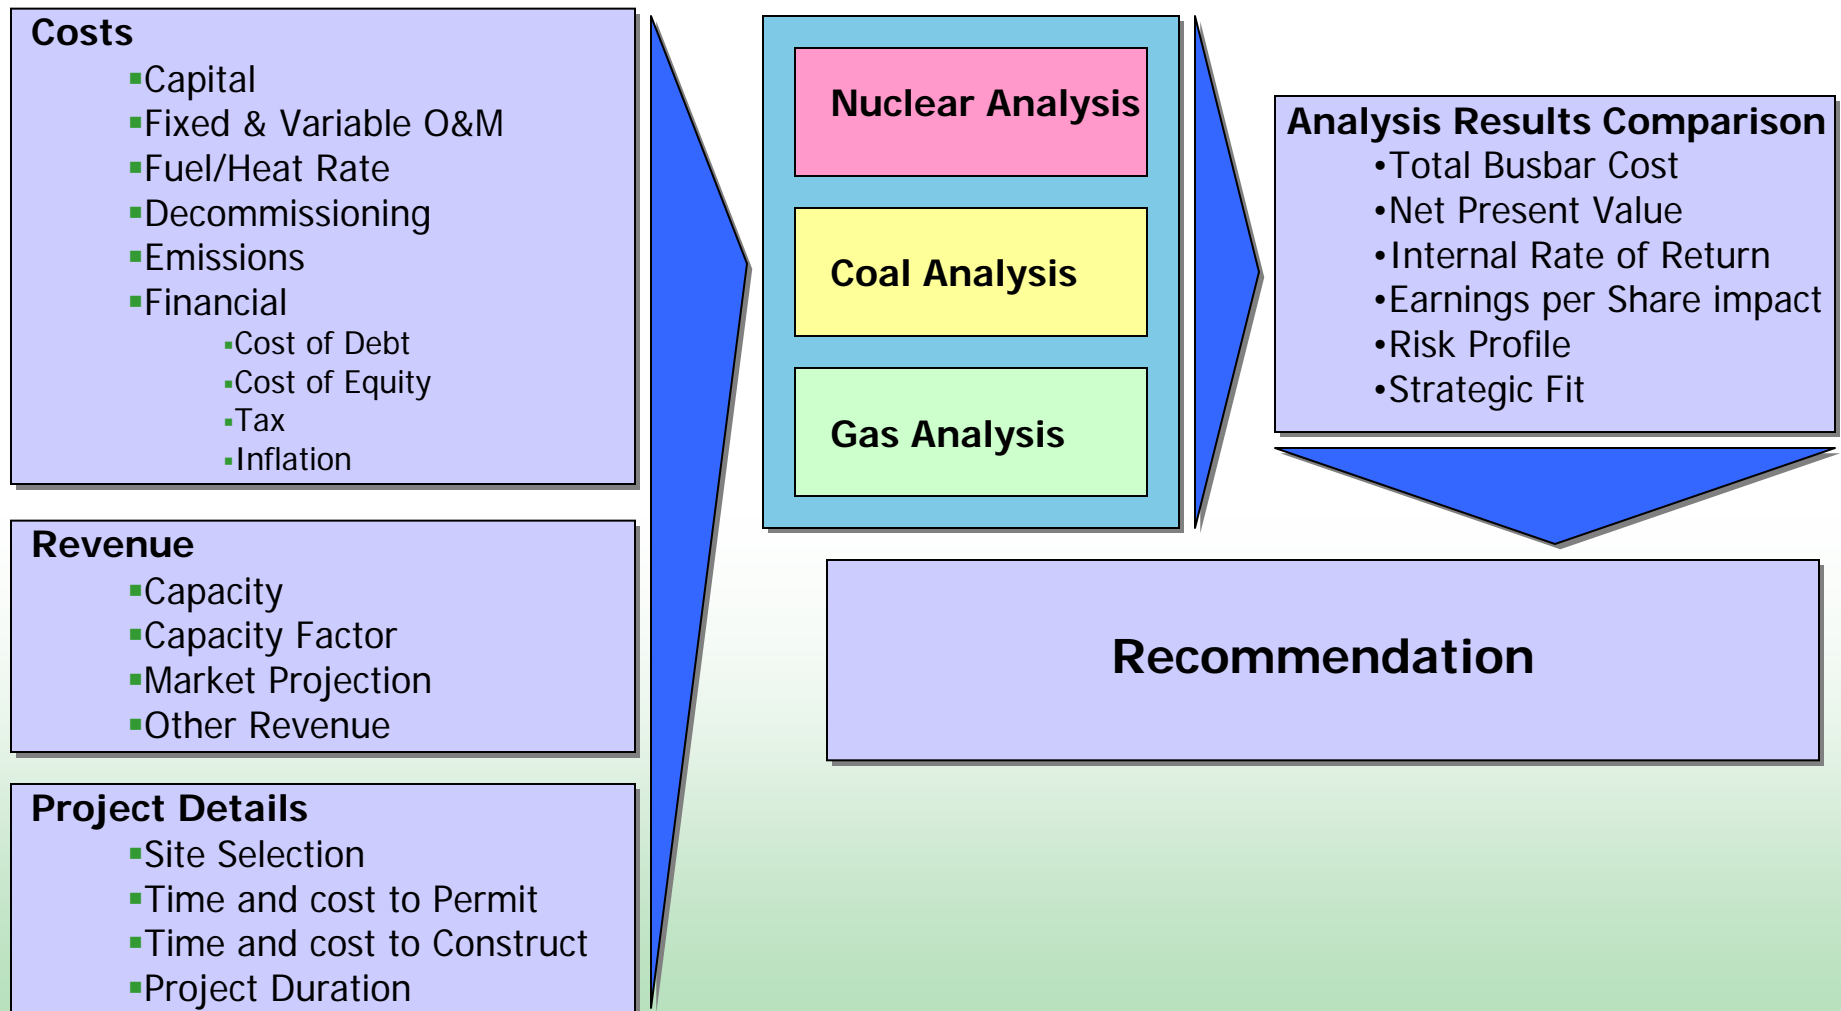 Costs
▪Capital
▪Fixed & Variable O&M
▪Fuel/Heat Rate
▪Decommissioning
▪Emissions
▪Financial
▪Cost of Debt
▪Cost of Equity
▪Tax
▪Inflation
Revenue
▪Capacity
▪Capacity Factor
▪Market Projection
▪Other Revenue
Project Details
▪Site Selection
▪Time and cost to Permit
▪Time and cost to Construct
▪Project Duration
Nuclear Analysis
Coal Analysis
Gas Analysis
Analysis Results Comparison
•Total Busbar Cost
•Net Present Value
•Internal Rate of Return
•Earnings per Share impact
•Risk Profile
•Strategic Fit
Recommendation